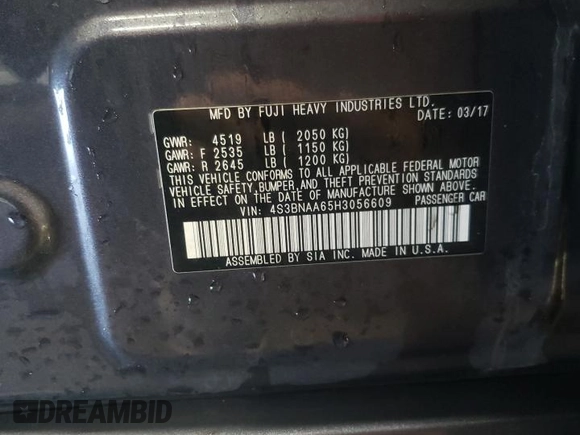 MFD BY FUJI HEAVY INDUSTRIES LTD.
DATE: 03/17
GVWR: 4519 LB ( 2050 KG)
GAWR: F 2535 LB ( 1150 KG)
GAWR: R 2645 LB ( 1200 KG)
THIS VEHICLE CONFORMS TO ALL APPLICABLE FEDERAL MOTOR
VEHICLE SAFETY, BUMPER, AND THEFT PREVENTION STANDARDS
IN EFFECT ON THE DATE OF MANUFACTURE SHOWN ABOVE.
VIN: 4S3BNAA65H3056609 PASSENGER CAR
ASSEMBLED BY SIA INC. MADE IN U.S.A.
DREAMBID